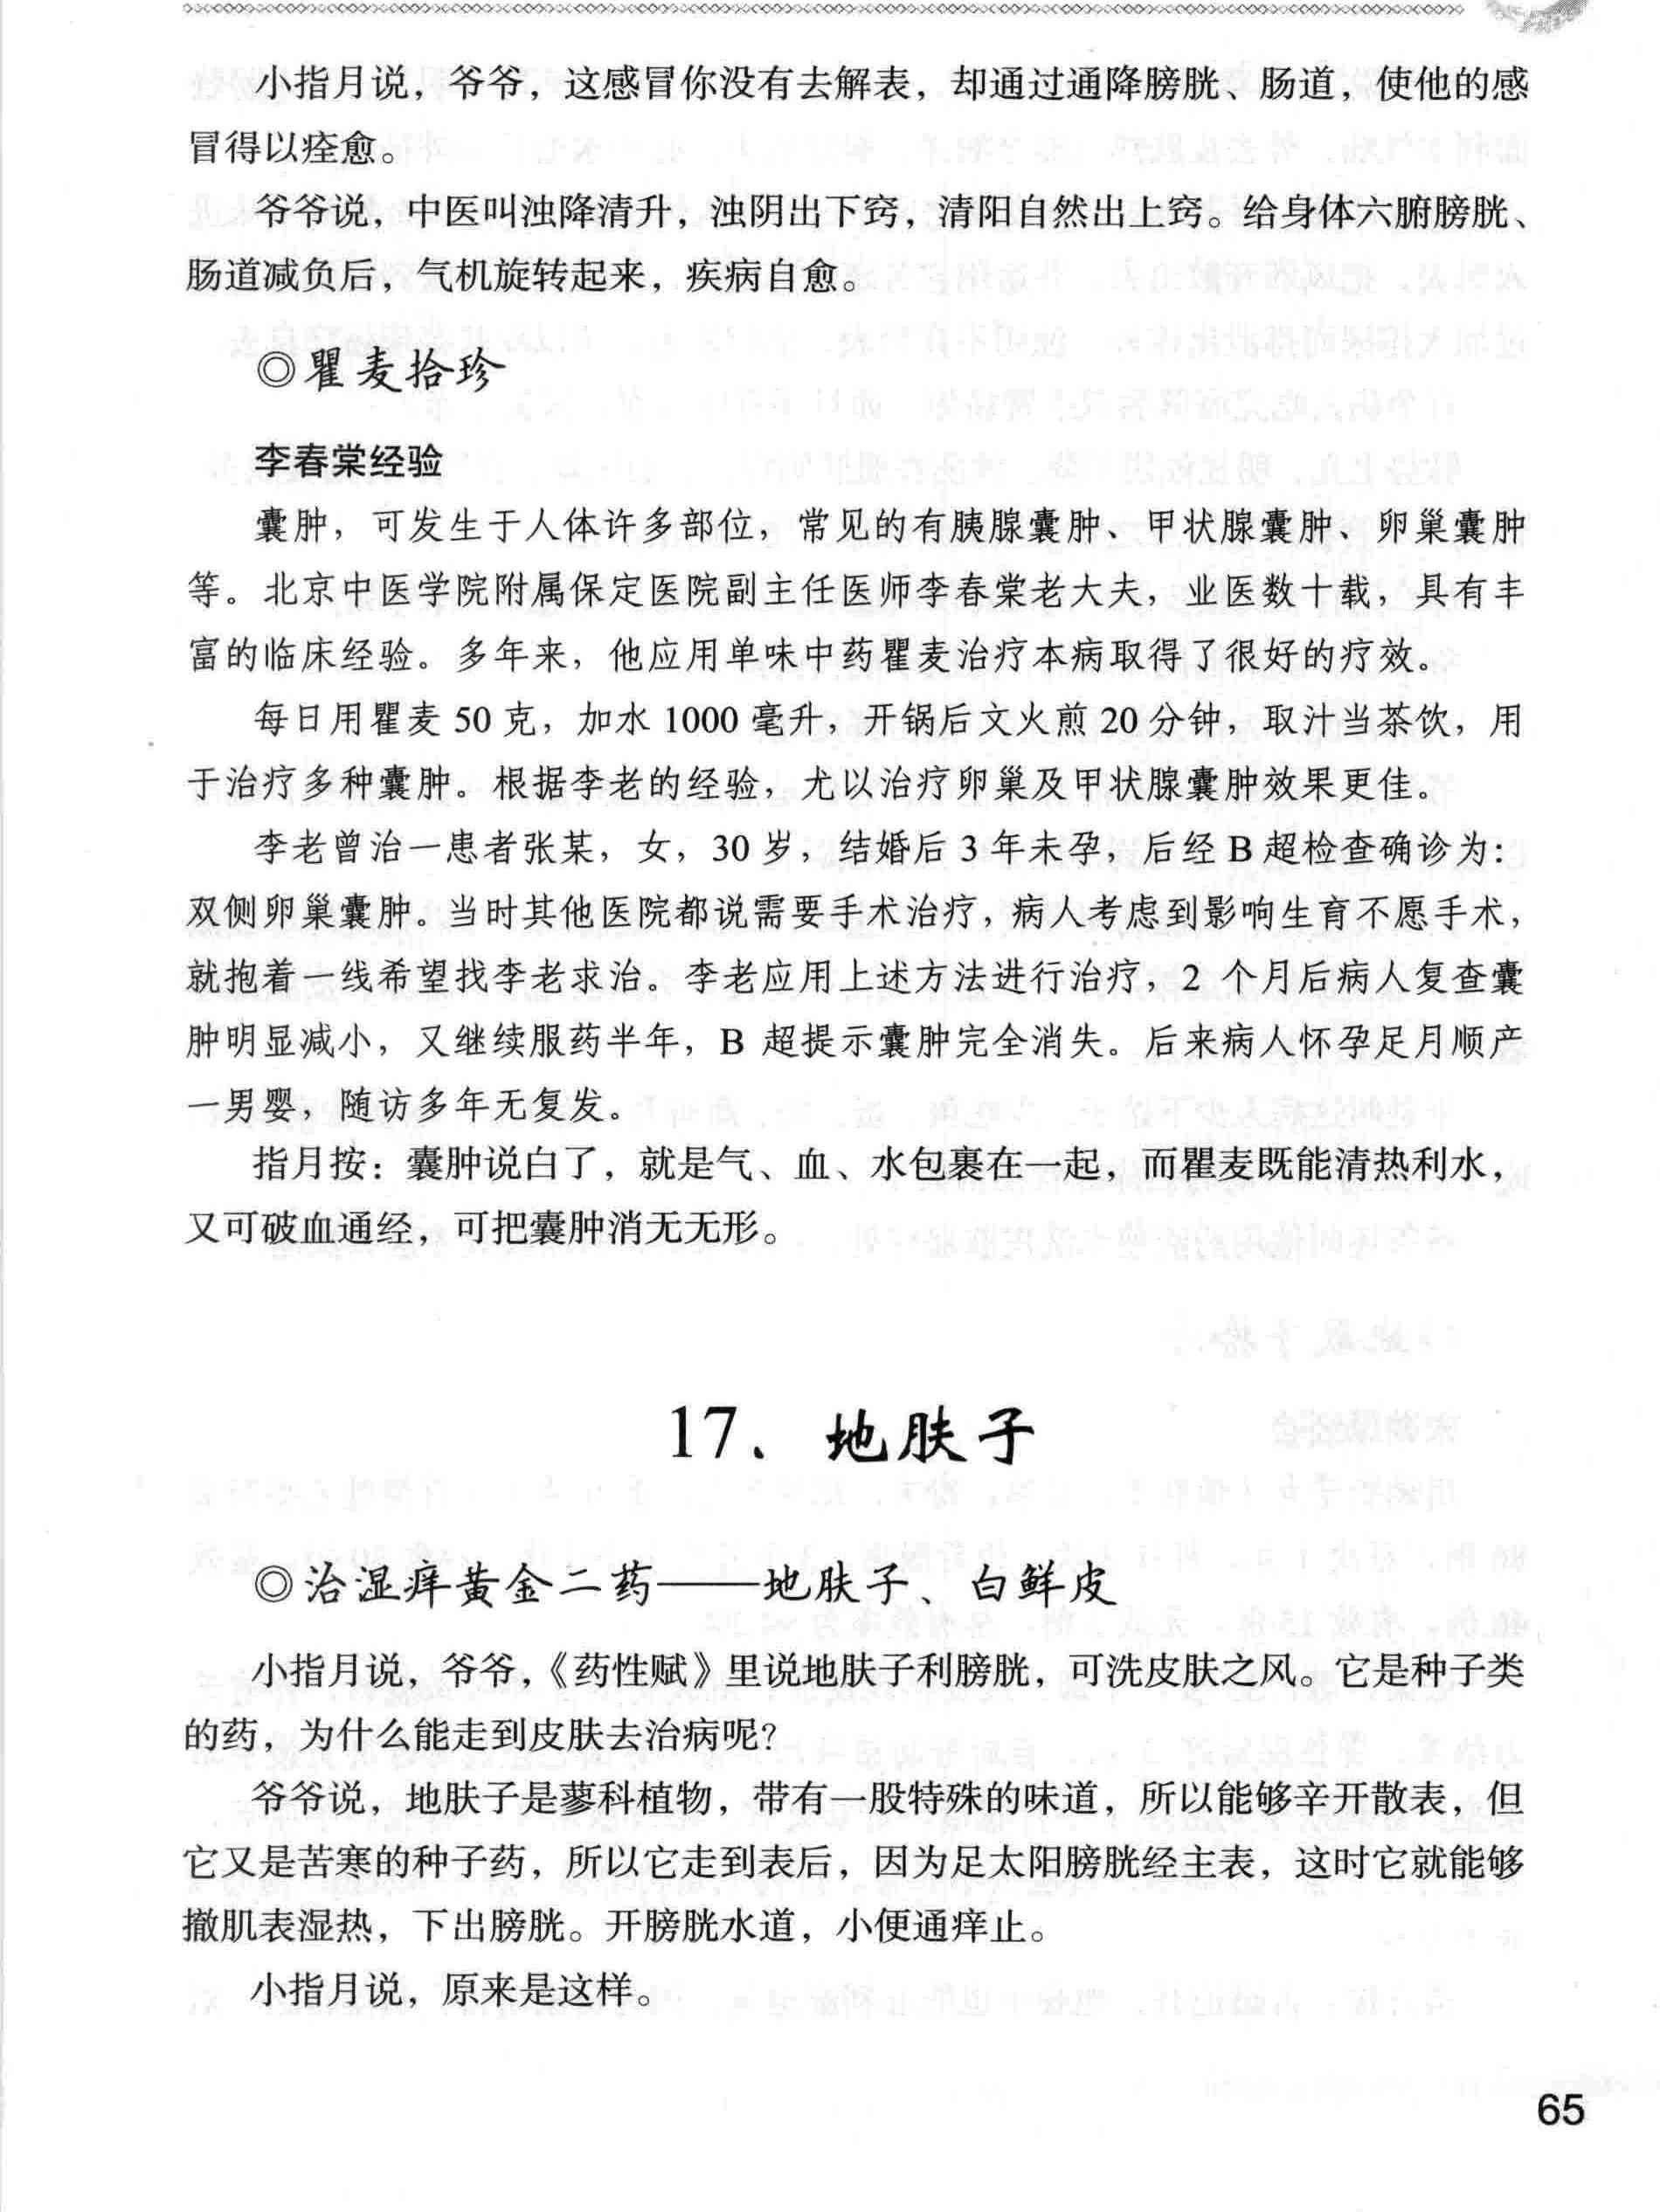 小指月说，爷爷，这感冒你没有去解表，却通过通降膀胱、肠道，使他的感
冒得以痊愈。
爷爷说，中医叫浊降清升，浊阴出下窍，清阳自然出上窍。给身体六腑膀胱、
肠道减负后，气机旋转起来，疾病自愈。
◎瞿麦拾珍
李春棠经验
囊肿，可发生于人体许多部位，常见的有胰腺囊肿、甲状腺囊肿、卵巢囊肿
等。北京中医学院附属保定医院副主任医师李春棠老大夫，业医数十载，具有丰
富的临床经验。多年来，他应用单味中药瞿麦治疗本病取得了很好的疗效。
每日用瞿麦 50 克，加水 1000 毫升，开锅后文火煎 20 分钟，取汁当茶饮，用
于治疗多种囊肿。根据李老的经验，尤以治疗卵巢及甲状腺囊肿效果更佳。
李老曾治一患者张某，女，30 岁，结婚后 3 年未孕，后经 B 超检查确诊为：
双侧卵巢囊肿。当时其他医院都说需要手术治疗，病人考虑到影响生育不愿手术，
就抱着一线希望找李老求治。李老应用上述方法进行治疗，2 个月后病人复查囊
肿明显减小，又继续服药半年，B 超提示囊肿完全消失。后来病人怀孕足月顺产
一男婴，随访多年无复发。
指月按：囊肿说白了，就是气、血、水包裹在一起，而瞿麦既能清热利水，
又可破血通经，可把囊肿消无无形。
17、地肤子
◎治湿痒黄金二药——地肤子、白鲜皮
小指月说，爷爷，《药性赋》里说地肤子利膀胱，可洗皮肤之风。它是种子类
的药，为什么能走到皮肤去治病呢？
爷爷说，地肤子是蓼科植物，带有一股特殊的味道，所以能够辛开散表，但
它又是苦寒的种子药，所以它走到表后，因为足太阳膀胱经主表，这时它就能够
撤肌表湿热，下出膀胱。开膀胱水道，小便通痒止。
小指月说，原来是这样。
65